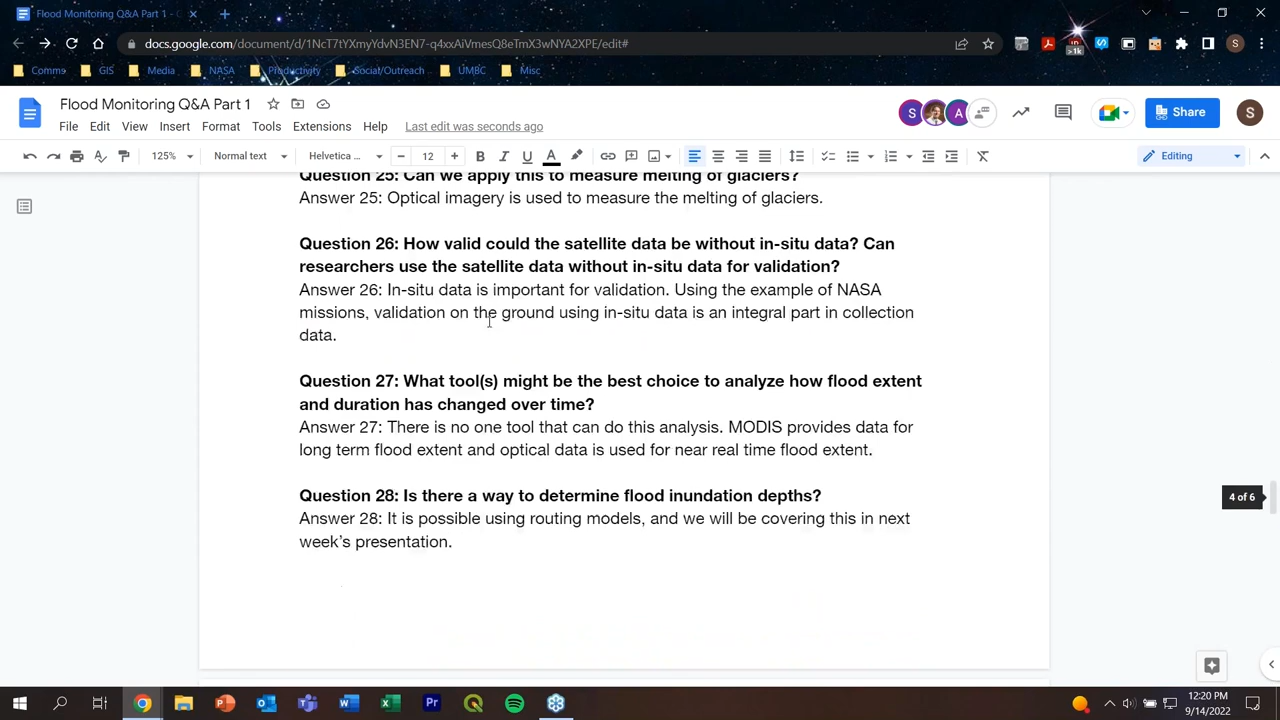 Flood Monitoring Q&A Part 1 - G
docs.google.com/document/d/1NcT7tYXmyYdvN3EN7-q4xxAiVmesQ8eTmX3wNYA2XPE/edit#
S
>1k
Comms GIS Media NASA Productivity Social/Outreach UMBC Misc
Flood Monitoring Q&A Part 1
S A Share S
File Edit View Insert Format Tools Extensions Help Last edit was seconds ago
125% Normal text Helvetica ... 12 B I U A Editing
Question 25: Can we apply this to measure melting of glaciers?
Answer 25: Optical imagery is used to measure the melting of glaciers.
Question 26: How valid could the satellite data be without in-situ data? Can
researchers use the satellite data without in-situ data for validation?
Answer 26: In-situ data is important for validation. Using the example of NASA
missions, validation on the ground using in-situ data is an integral part in collection
data.
Question 27: What tool(s) might be the best choice to analyze how flood extent
and duration has changed over time?
Answer 27: There is no one tool that can do this analysis. MODIS provides data for
long term flood extent and optical data is used for near real time flood extent.
4 of 6
Question 28: Is there a way to determine flood inundation depths?
Answer 28: It is possible using routing models, and we will be covering this in next
week's presentation.
12:20 PM
9/14/2022